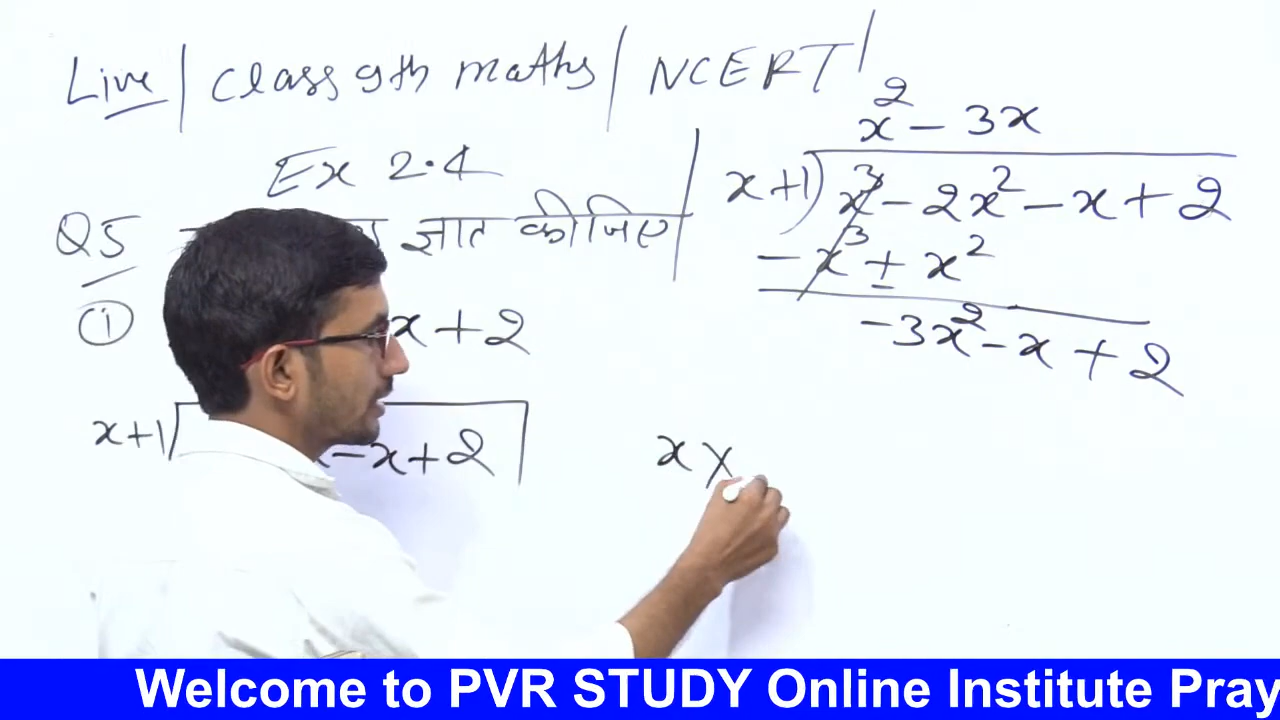 Live / Class 9th maths / NCERT /
Ex 2.4
Q5 ज्ञात कीजिए
① x + 2
x+1 - x + 2
x² - 3x
x+1) x³ - 2x² - x + 2
- x³ ± x²
- 3x² - x + 2
x ×
Welcome to PVR STUDY Online Institute Pray